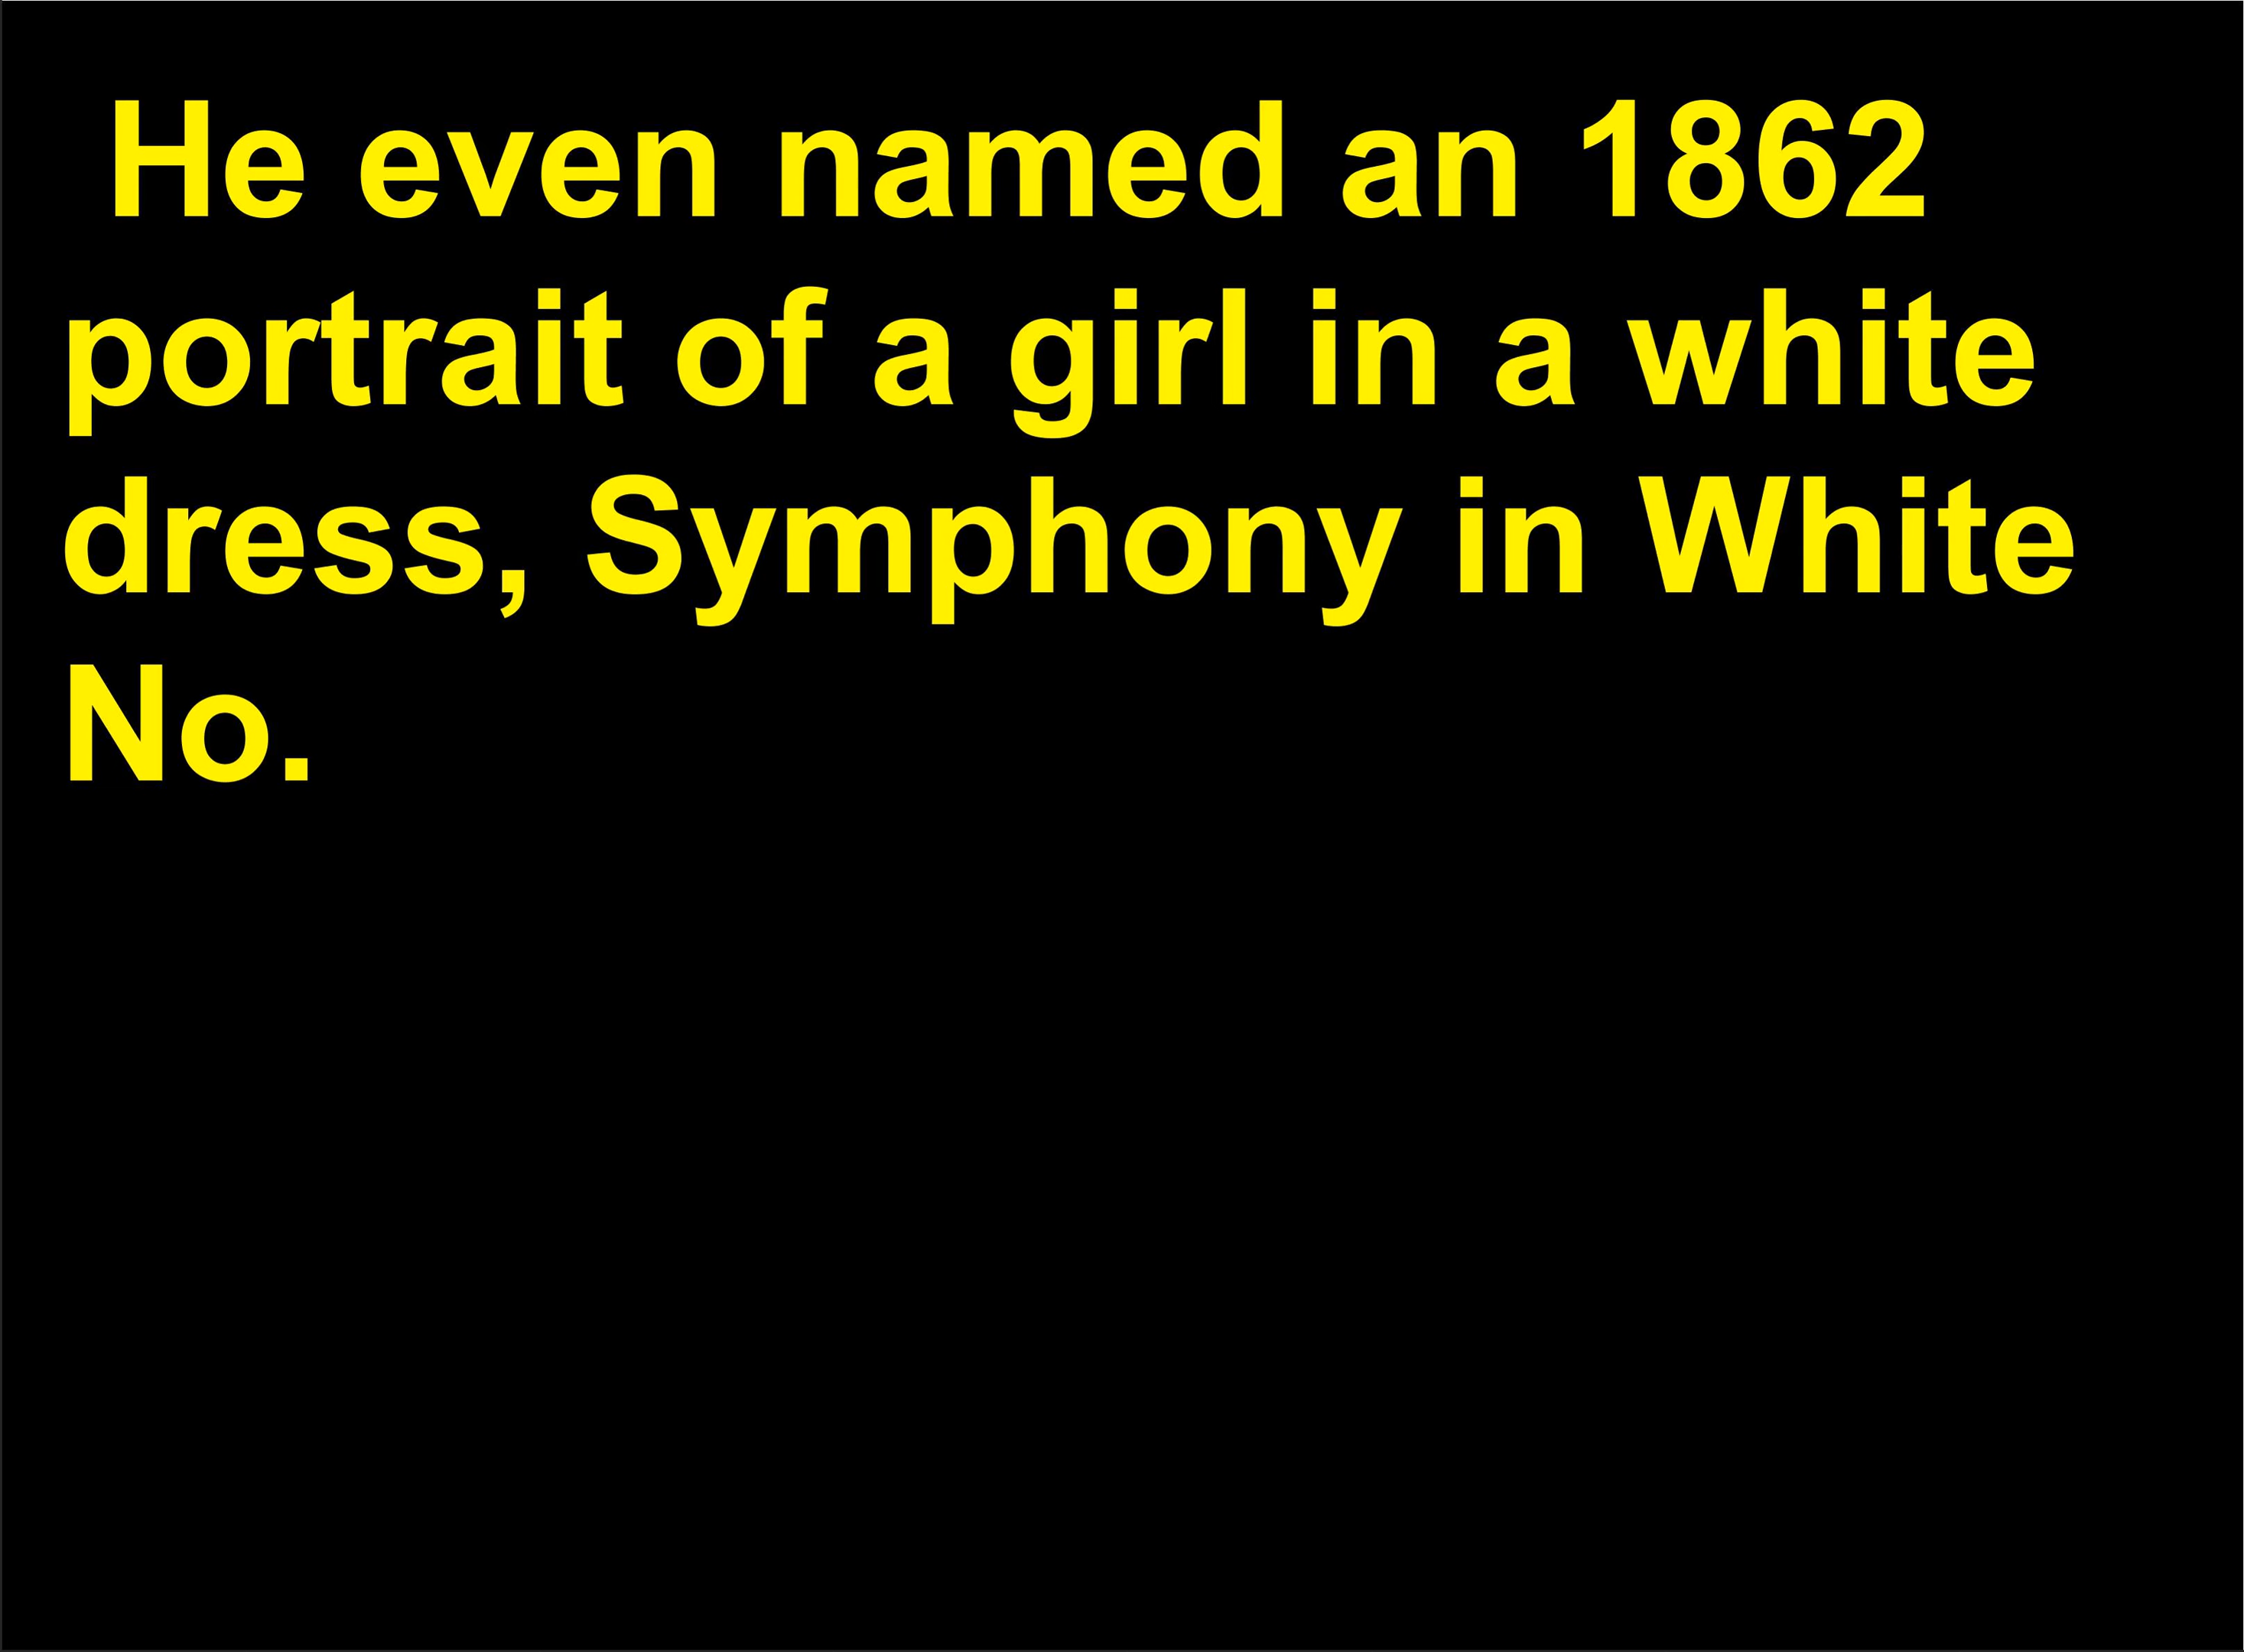 He even named an 1862
portrait of a girl in a white
dress, Symphony in White
No.